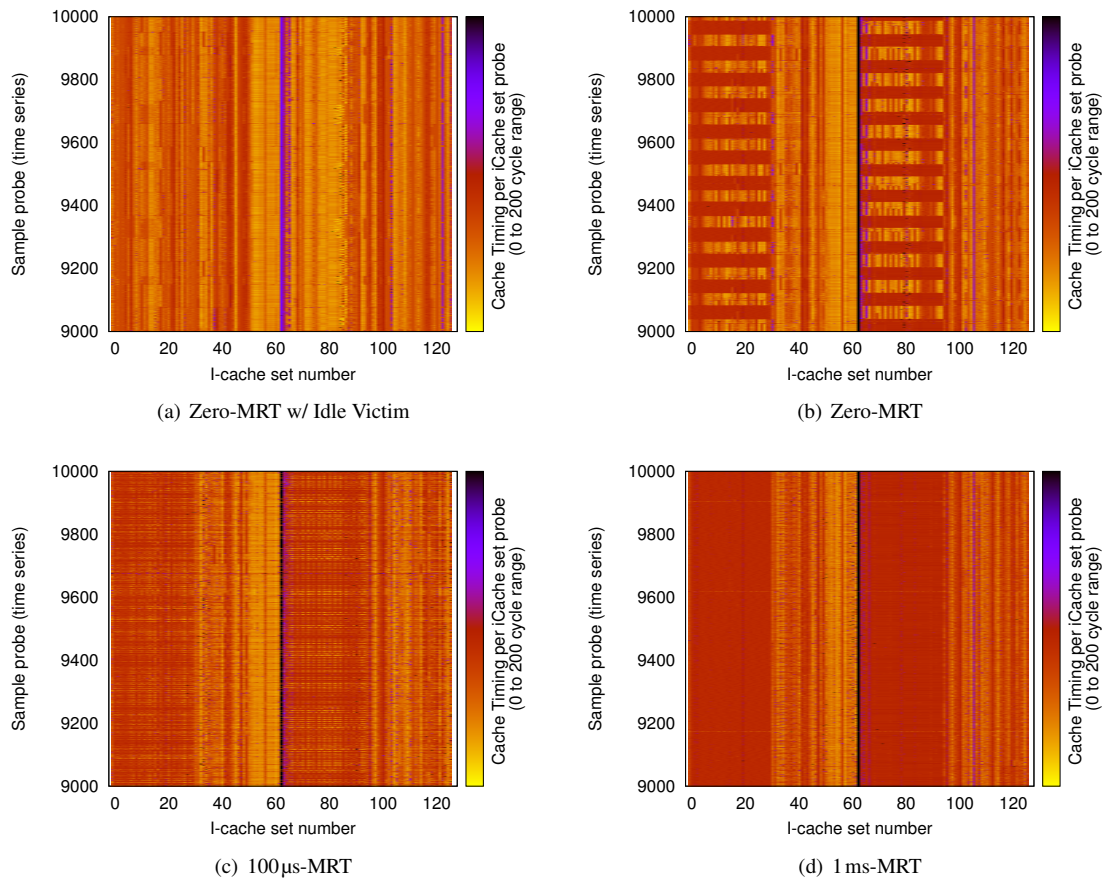 10000
9800
9600
9400
9200
9000
0 20 40 60 80 100 120
Sample probe (time series)
I-cache set number
Cache Timing per iCache set probe
(0 to 200 cycle range)
(a) Zero-MRT w/ Idle Victim
10000
9800
9600
9400
9200
9000
0 20 40 60 80 100 120
Sample probe (time series)
I-cache set number
Cache Timing per iCache set probe
(0 to 200 cycle range)
(b) Zero-MRT
10000
9800
9600
9400
9200
9000
0 20 40 60 80 100 120
Sample probe (time series)
I-cache set number
Cache Timing per iCache set probe
(0 to 200 cycle range)
(c) 100µs-MRT
10000
9800
9600
9400
9200
9000
0 20 40 60 80 100 120
Sample probe (time series)
I-cache set number
Cache Timing per iCache set probe
(0 to 200 cycle range)
(d) 1ms-MRT